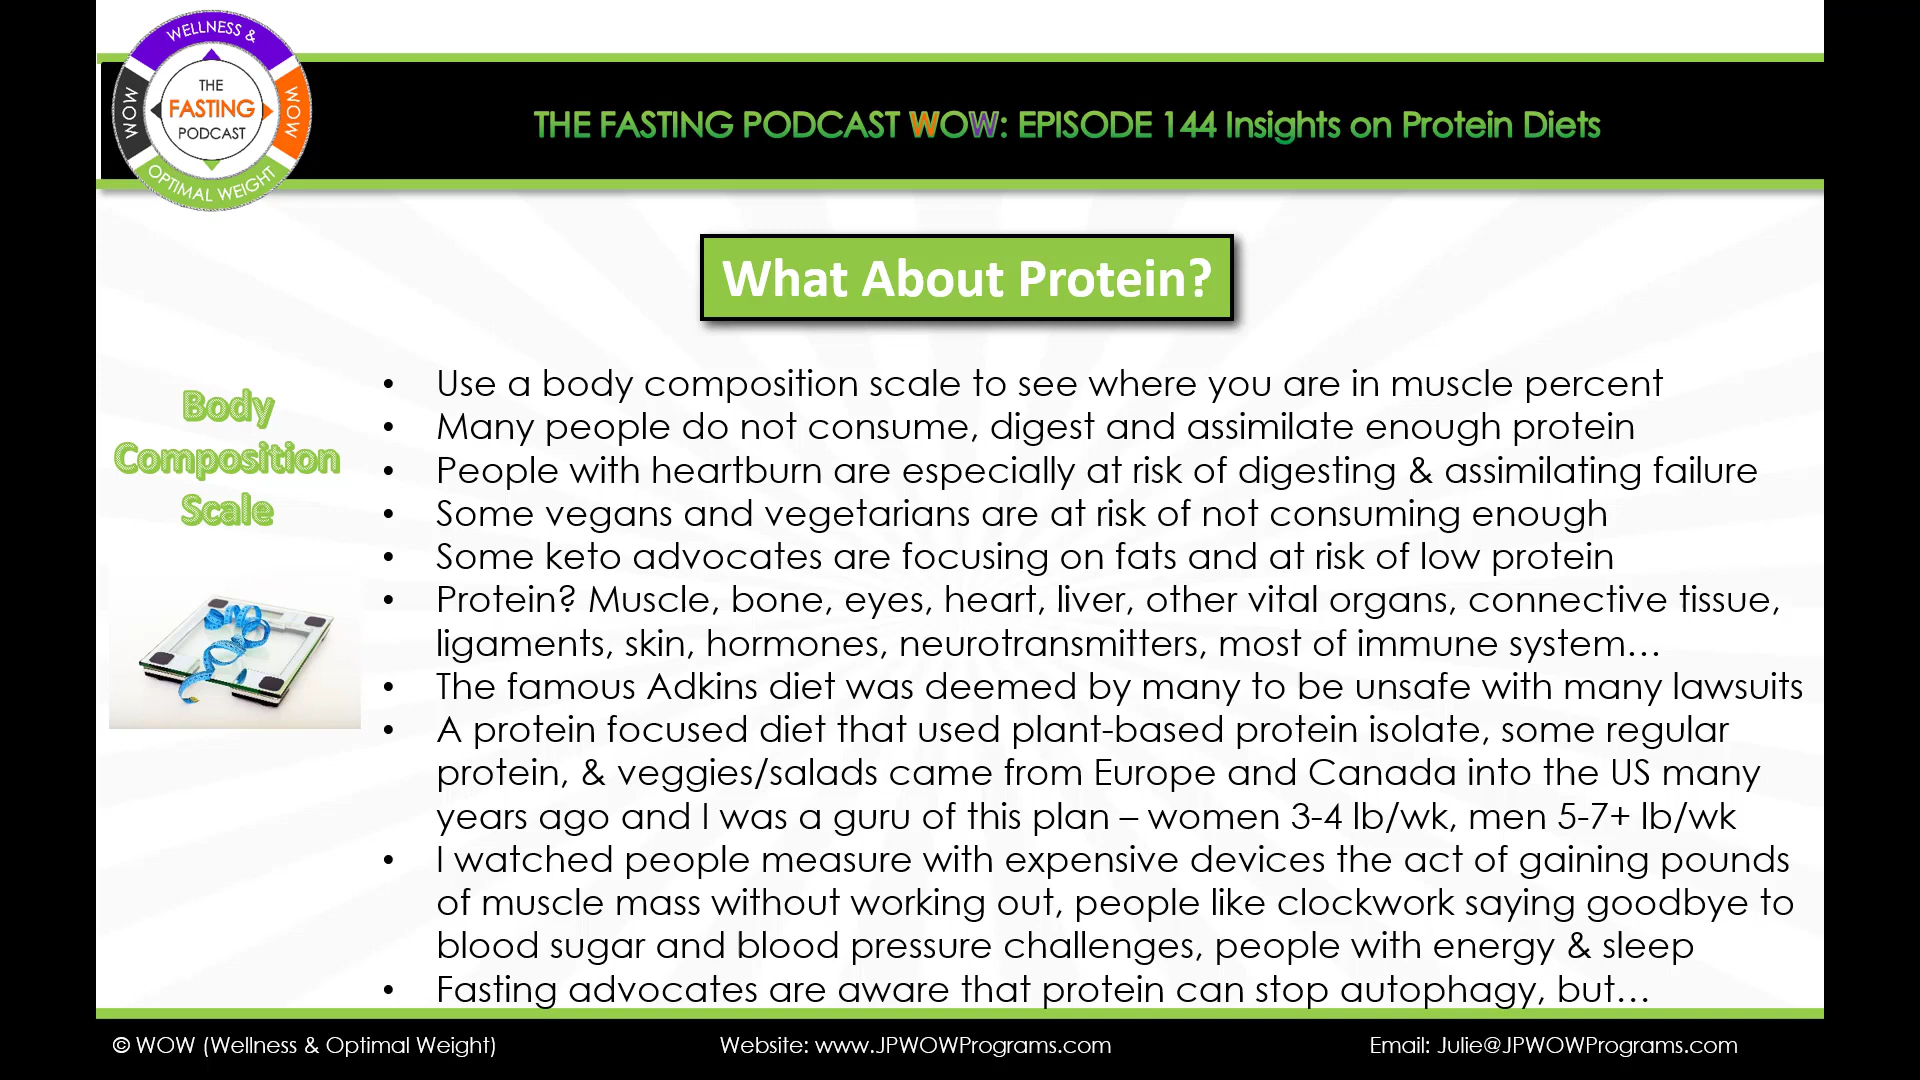 WELLNESS &
WOW
THE
FASTING
PODCAST
WOW
OPTIMAL WEIGHT
THE FASTING PODCAST WOW: EPISODE 144 Insights on Protein Diets
What About Protein?
Body
Composition
Scale
• Use a body composition scale to see where you are in muscle percent
• Many people do not consume, digest and assimilate enough protein
• People with heartburn are especially at risk of digesting & assimilating failure
• Some vegans and vegetarians are at risk of not consuming enough
• Some keto advocates are focusing on fats and at risk of low protein
• Protein? Muscle, bone, eyes, heart, liver, other vital organs, connective tissue,
ligaments, skin, hormones, neurotransmitters, most of immune system…
• The famous Adkins diet was deemed by many to be unsafe with many lawsuits
• A protein focused diet that used plant-based protein isolate, some regular
protein, & veggies/salads came from Europe and Canada into the US many
years ago and I was a guru of this plan – women 3-4 lb/wk, men 5-7+ lb/wk
• I watched people measure with expensive devices the act of gaining pounds
of muscle mass without working out, people like clockwork saying goodbye to
blood sugar and blood pressure challenges, people with energy & sleep
• Fasting advocates are aware that protein can stop autophagy, but…
© WOW (Wellness & Optimal Weight)
Website: www.JPWOWPrograms.com
Email: Julie@JPWOWPrograms.com